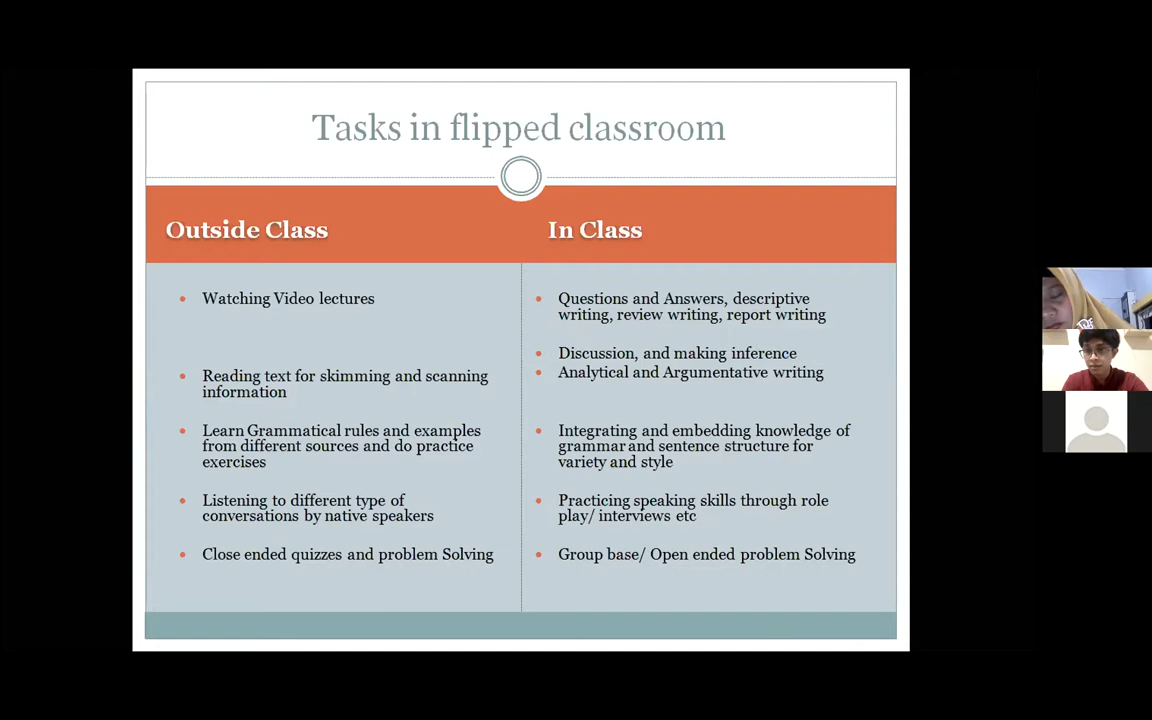 Tasks in flipped classroom
Outside Class
Watching Video lectures
Reading text for skimming and scanning
information
Learn Grammatical rules and examples
from different sources and do practice
exercises
Listening to different type of
conversations by native speakers
Close ended quizzes and problem Solving
In Class
Questions and Answers, descriptive
writing, review writing, report writing
Discussion, and making inference
Analytical and Argumentative writing
Integrating and embedding knowledge of
grammar and sentence structure for
variety and style
Practicing speaking skills through role
play/ interviews etc
Group base/ Open ended problem Solving